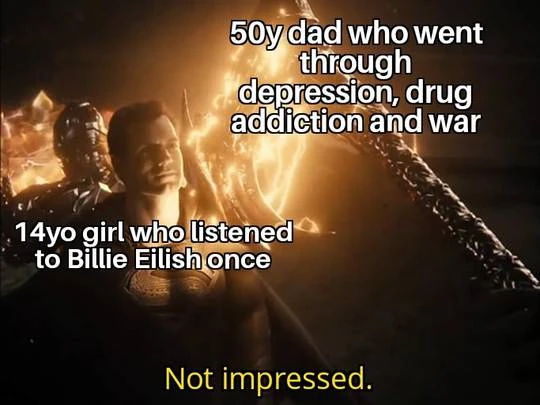 50y dad who went
through
depression, drug
addiction and war
14yo girl who listened
to Billie Eilish once
Not impressed.